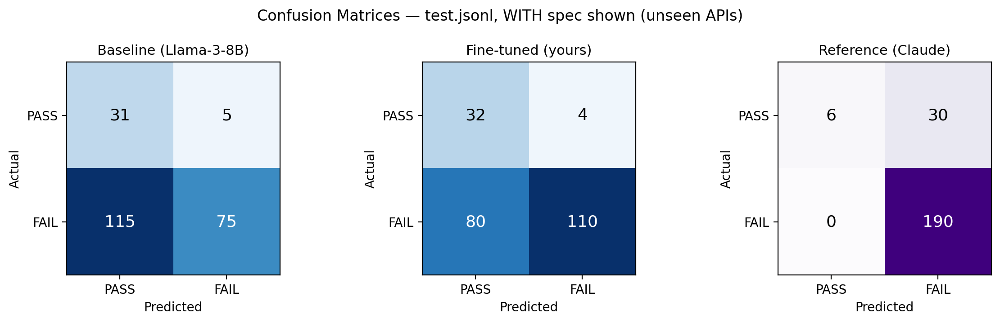 Confusion Matrices — test.jsonl, WITH spec shown (unseen APIs)
Baseline (Llama-3-8B)
Actual
PASS
FAIL
31
5
115
75
PASS
FAIL
Predicted
Fine-tuned (yours)
Actual
PASS
FAIL
32
4
80
110
PASS
FAIL
Predicted
Reference (Claude)
Actual
PASS
FAIL
6
30
0
190
PASS
FAIL
Predicted